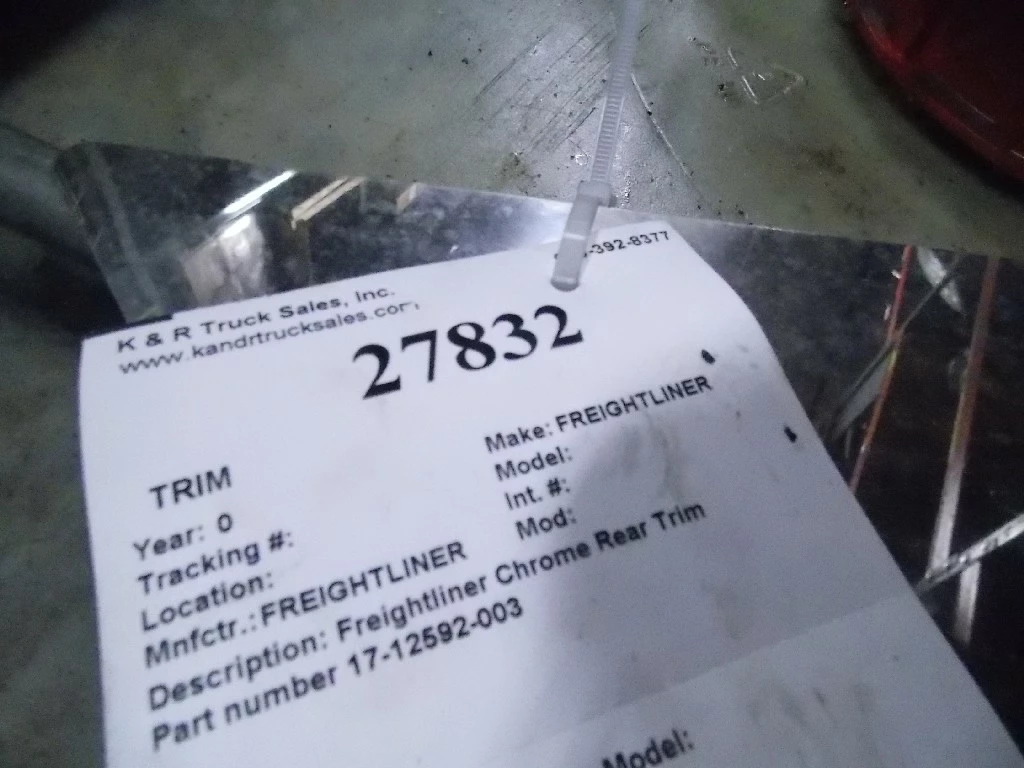 K & R Truck Sales, Inc.
-392-8377
www.kandrtrucksales.com
27832
TRIM
Make: FREIGHTLINER
Year: 0
Model:
Tracking #:
Int. #:
Location:
Mod:
Mnfctr.: FREIGHTLINER
Description: Freightliner Chrome Rear Trim
Part number 17-12592-003
Model: